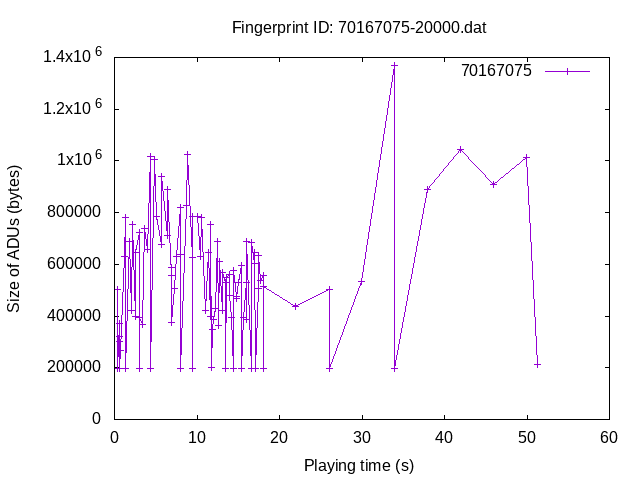 Fingerprint ID: 70167075-20000.dat
70167075
1.4x10^6
1.2x10^6
1x10^6
800000
600000
400000
200000
0
Size of ADUs (bytes)
0 10 20 30 40 50 60
Playing time (s)